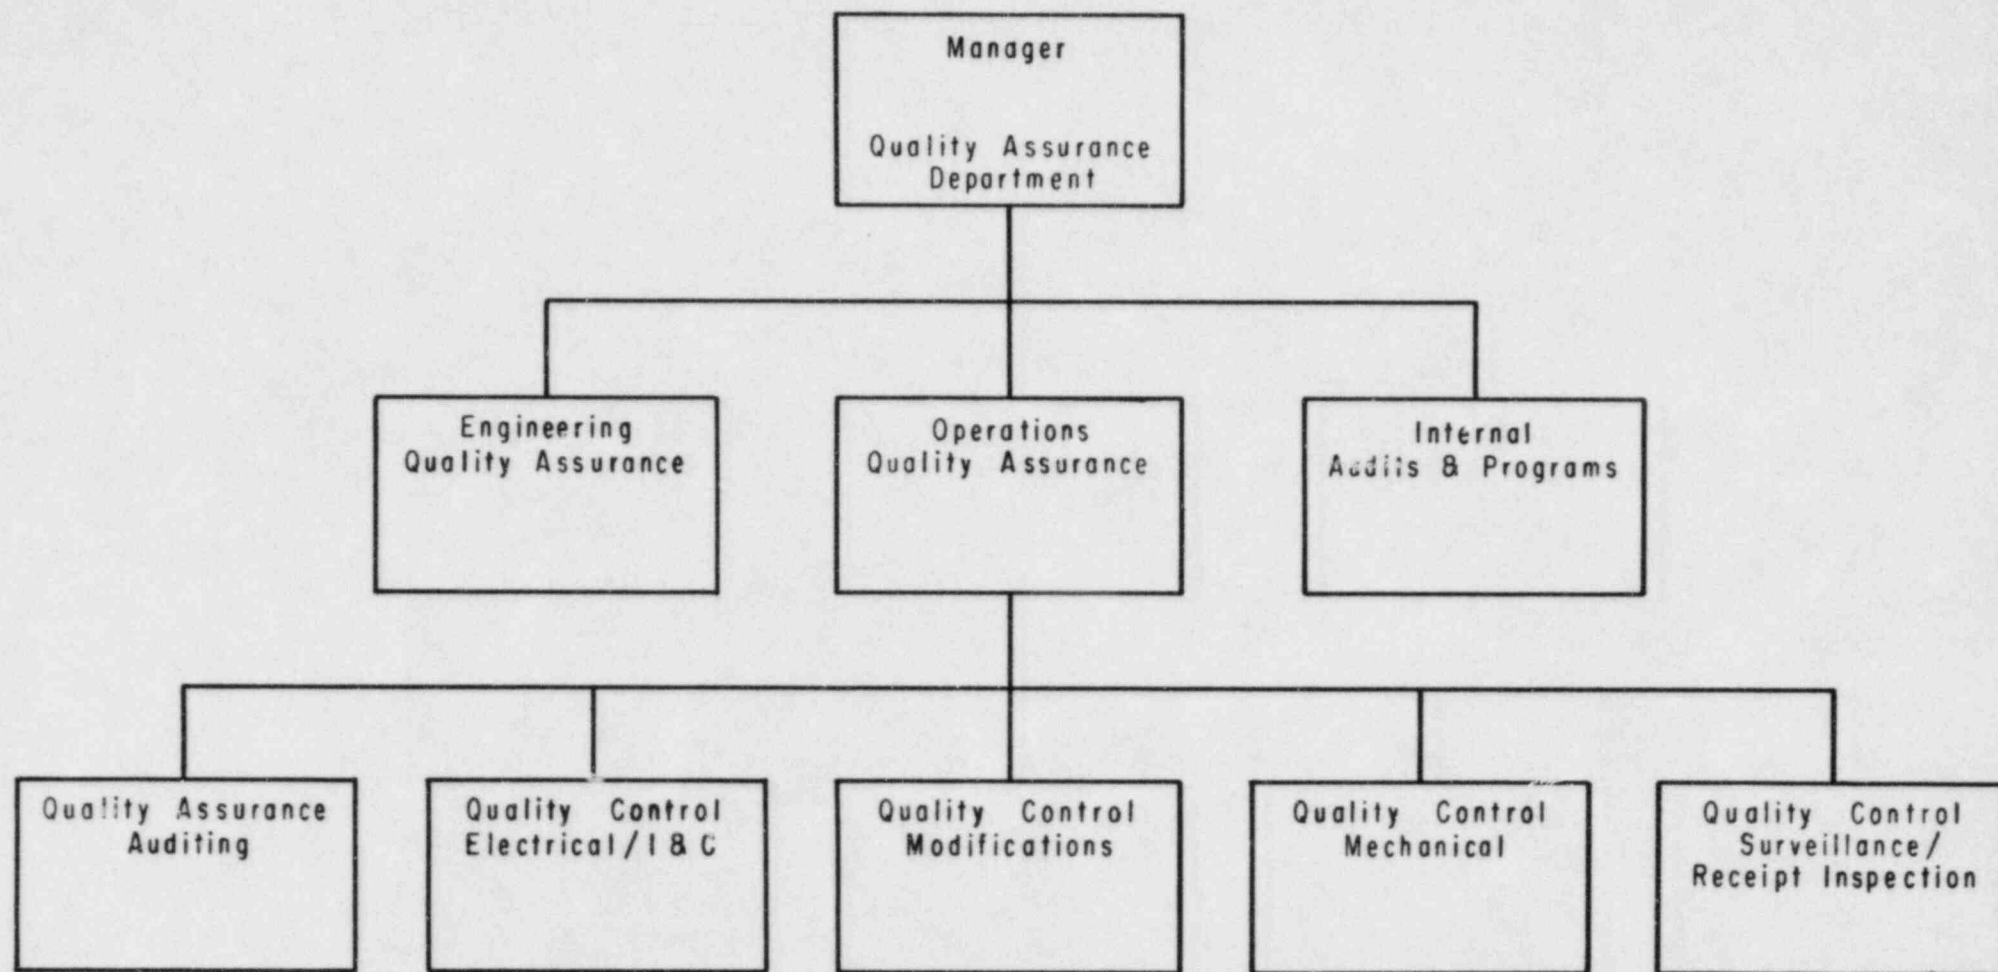 Manager
Quality Assurance
Department
Engineering
Quality Assurance
Operations
Quality Assurance
Internal
Audits & Programs
Quality Assurance
Auditing
Quality Control
Electrical/I & C
Quality Control
Modifications
Quality Control
Mechanical
Quality Control
Surveillance/
Receipt Inspection